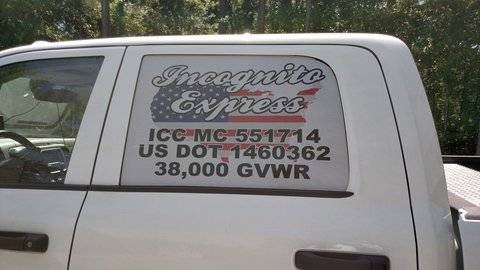 Incognito
Express
ICC MC 551714
US DOT 1460362
38,000 GVWR